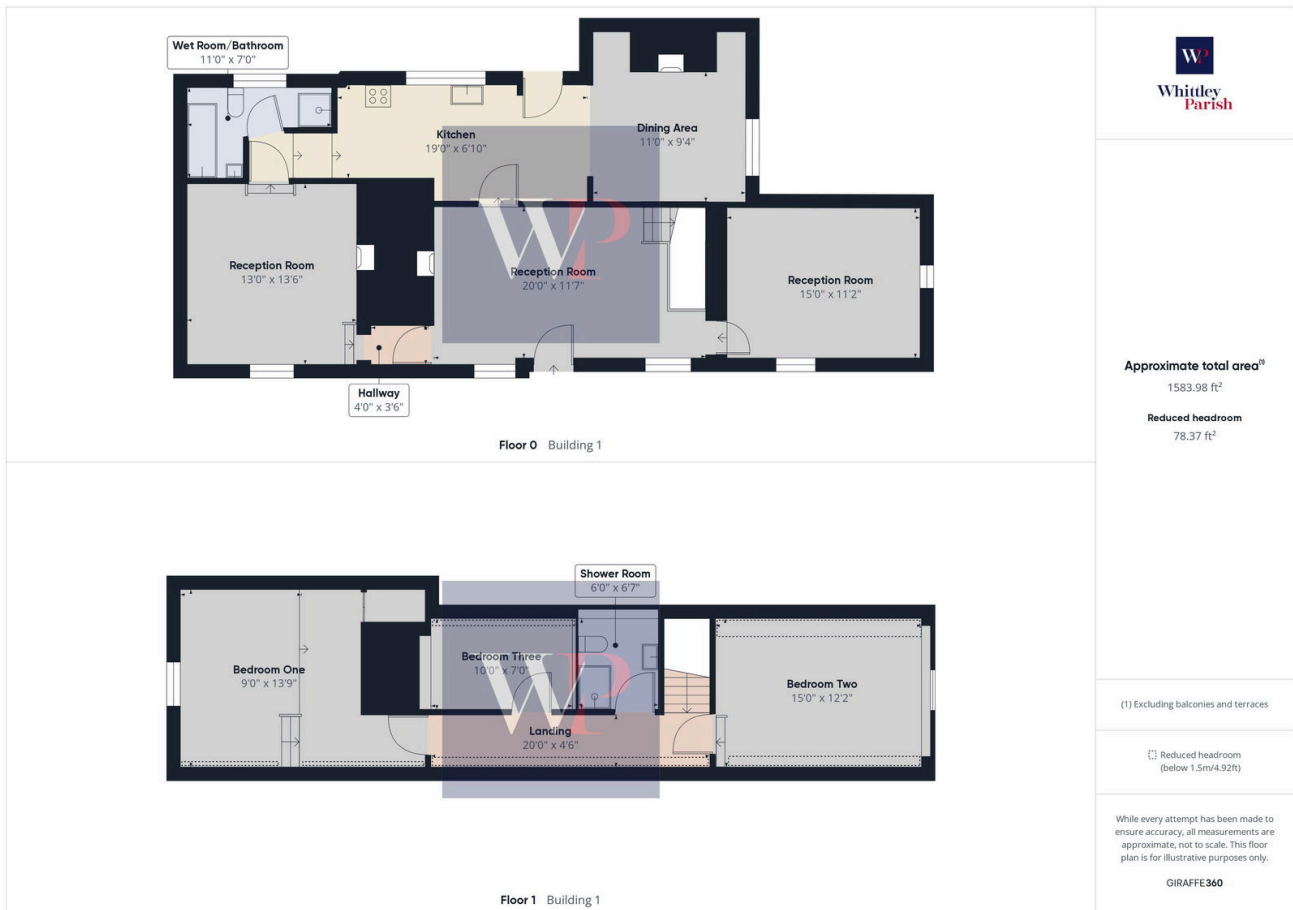 Wet Room/Bathroom
11'0" x 7'0"
Kitchen
19'0" x 6'10"
Dining Area
11'0" x 9'4"
Reception Room
13'0" x 13'6"
Reception Room
20'0" x 11'7"
Reception Room
15'0" x 11'2"
Hallway
4'0" x 3'6"
WP
Floor 0 Building 1
Shower Room
6'0" x 6'7"
Bedroom One
9'0" x 13'9"
Bedroom Three
10'0" x 7'0"
Bedroom Two
15'0" x 12'2"
Landing
20'0" x 4'6"
WP
Floor 1 Building 1
WP
Whittley
Parish
Approximate total area(1)
1583.98 ft²
Reduced headroom
78.37 ft²
(1) Excluding balconies and terraces
Reduced headroom
(below 1.5m/4.92ft)
While every attempt has been made to
ensure accuracy, all measurements are
approximate, not to scale. This floor
plan is for illustrative purposes only.
GIRAFFE360